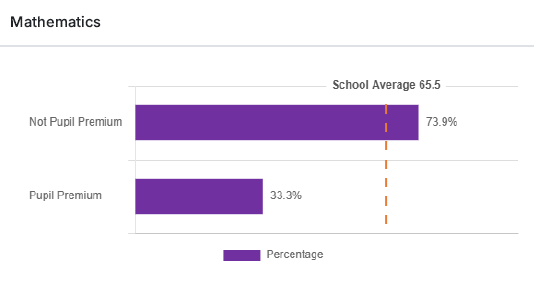 Mathematics
School Average 65.5
Not Pupil Premium 73.9%
Pupil Premium 33.3%
Percentage